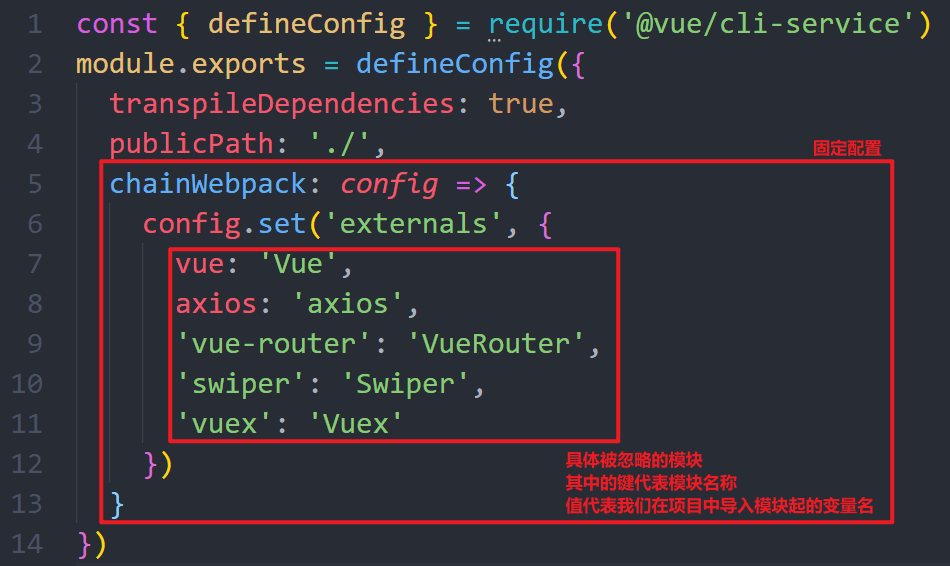 1 const { defineConfig } = require('@vue/cli-service')
2 module.exports = defineConfig({
3 transpileDependencies: true,
4 publicPath: './',
固定配置
5 chainWebpack: config => {
6 config.set('externals', {
7 vue: 'Vue',
8 axios: 'axios',
9 'vue-router': 'VueRouter',
10 'swiper': 'Swiper',
11 'vuex': 'Vuex'
12 })
具体被忽略的模块
其中的键代表模块名称
值代表我们在项目中导入模块起的变量名
13 }
14 })